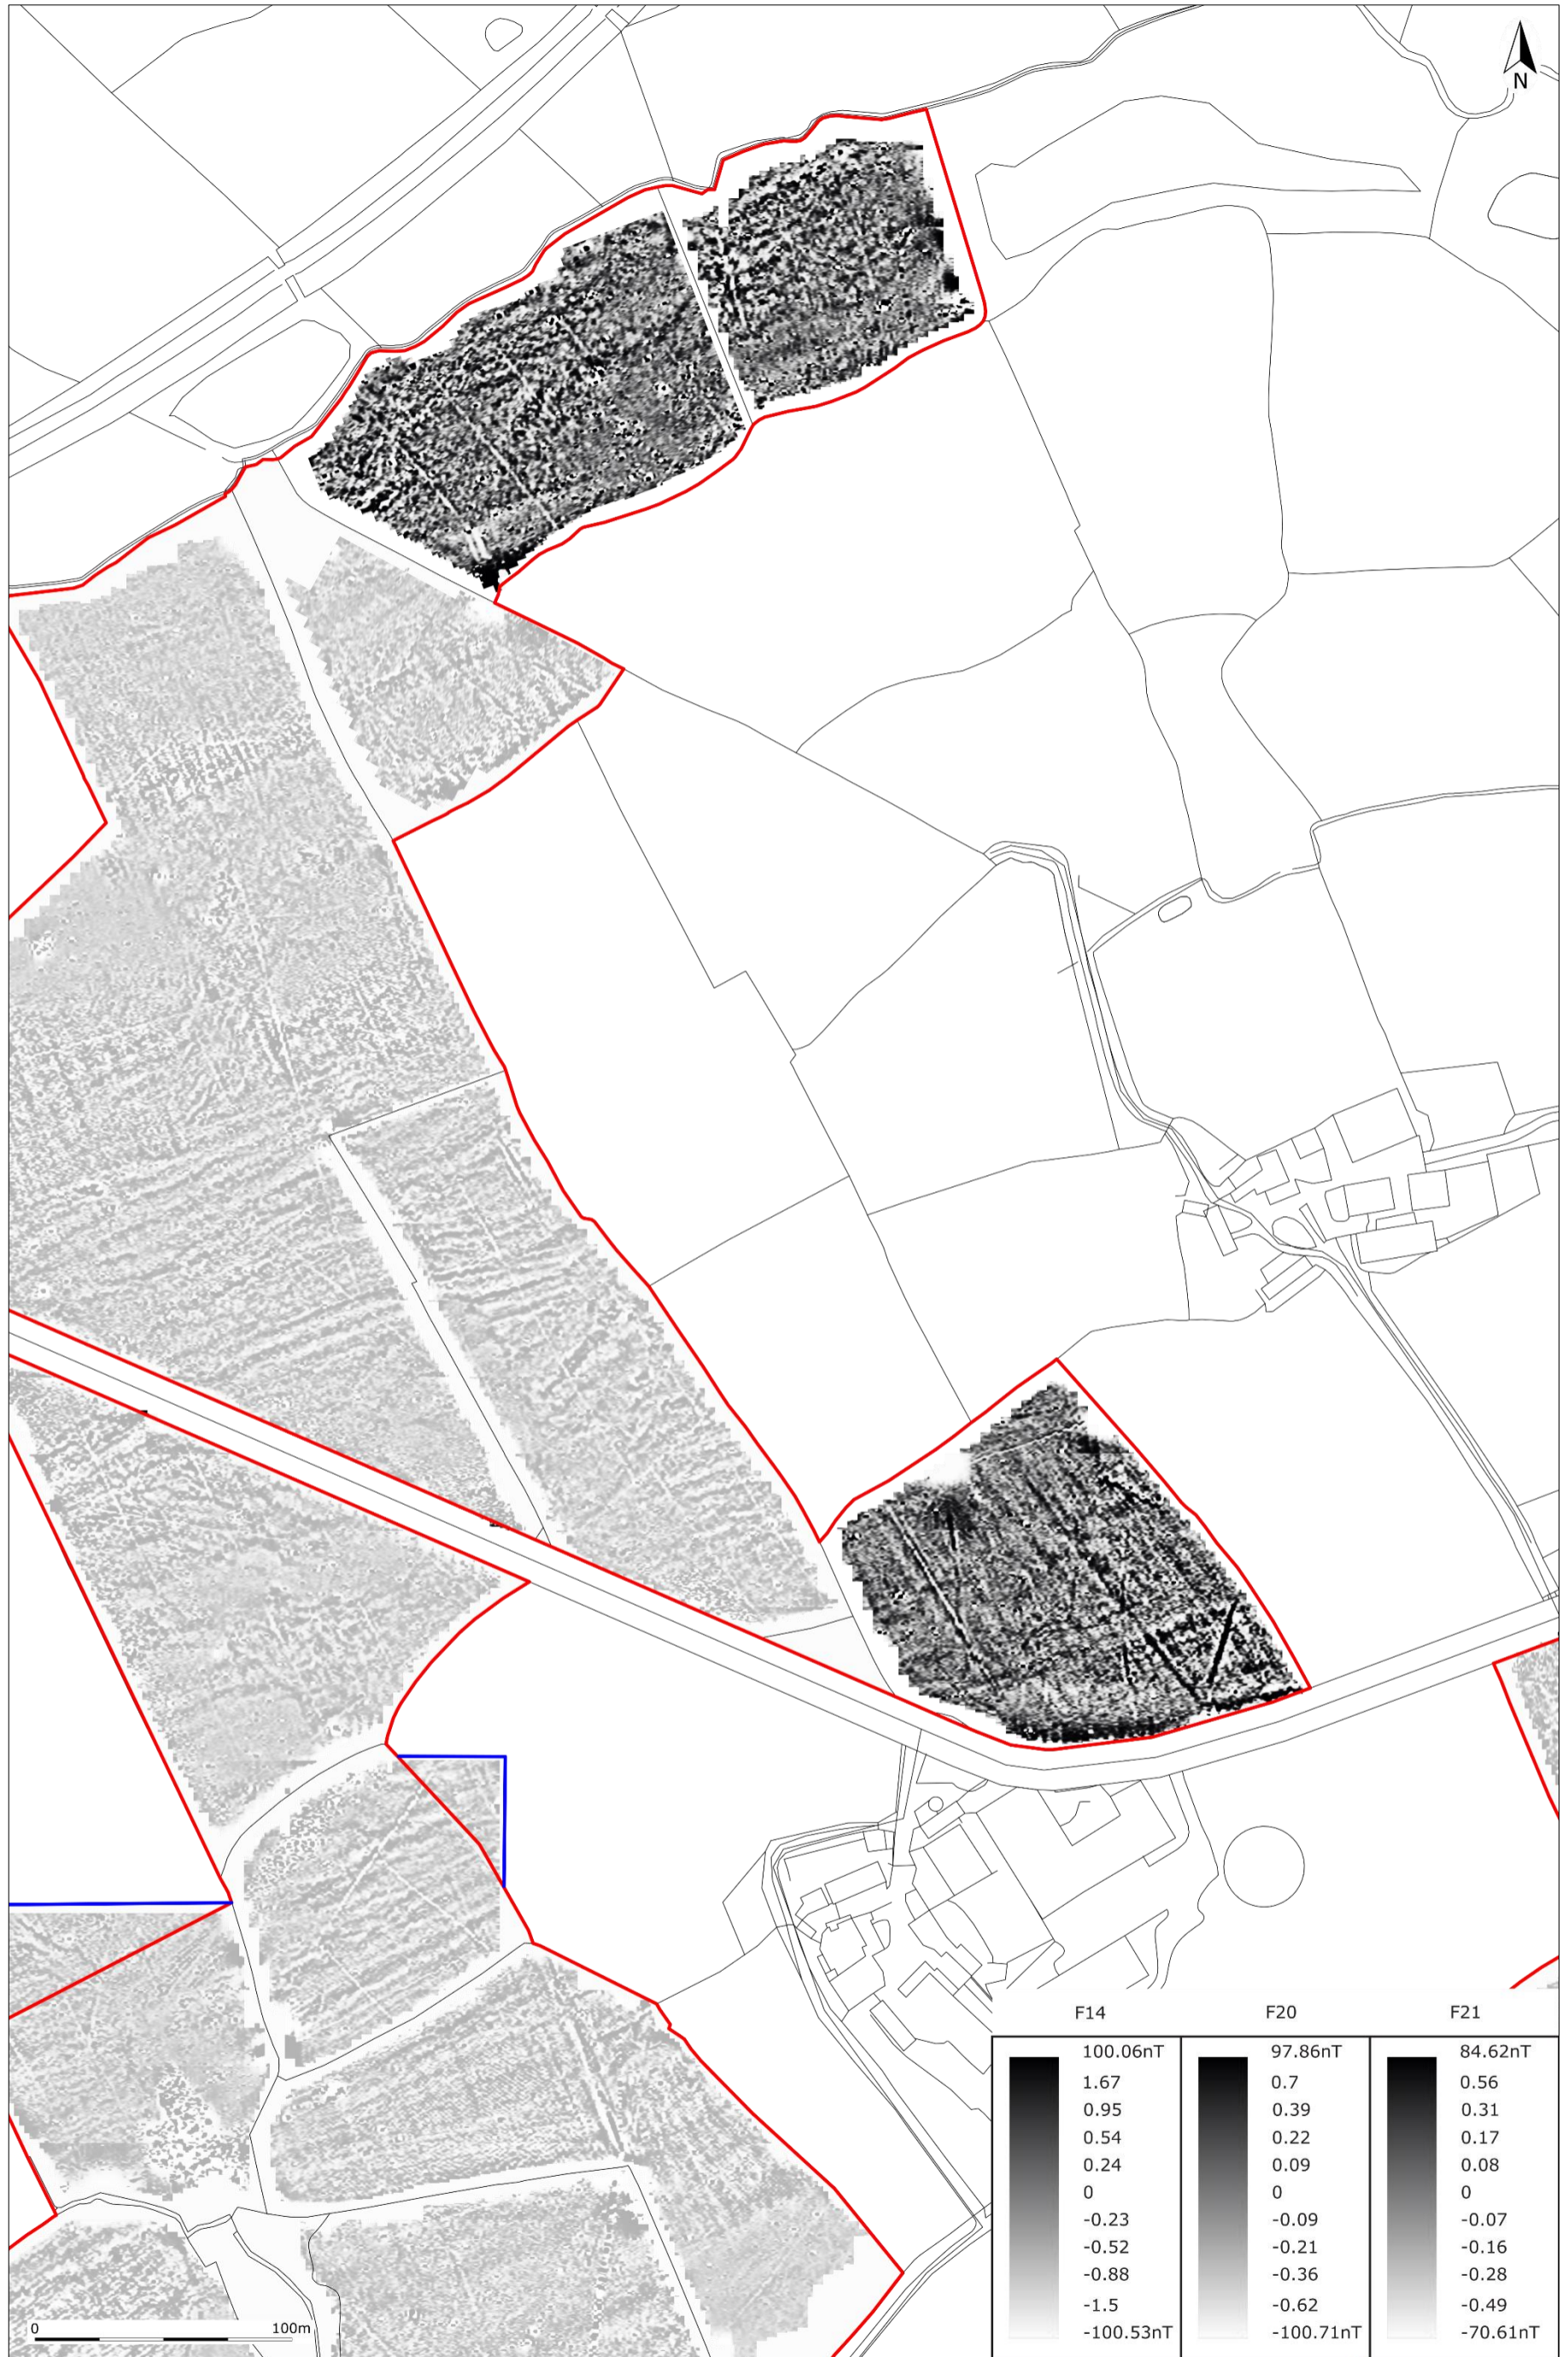 N
F14 F20 F21
100.06nT 97.86nT 84.62nT
1.67 0.7 0.56
0.95 0.39 0.31
0.54 0.22 0.17
0.24 0.09 0.08
0 0 0
-0.23 -0.09 -0.07
-0.52 -0.21 -0.16
-0.88 -0.36 -0.28
-1.5 -0.62 -0.49
-100.53nT -100.71nT -70.61nT
0 100m